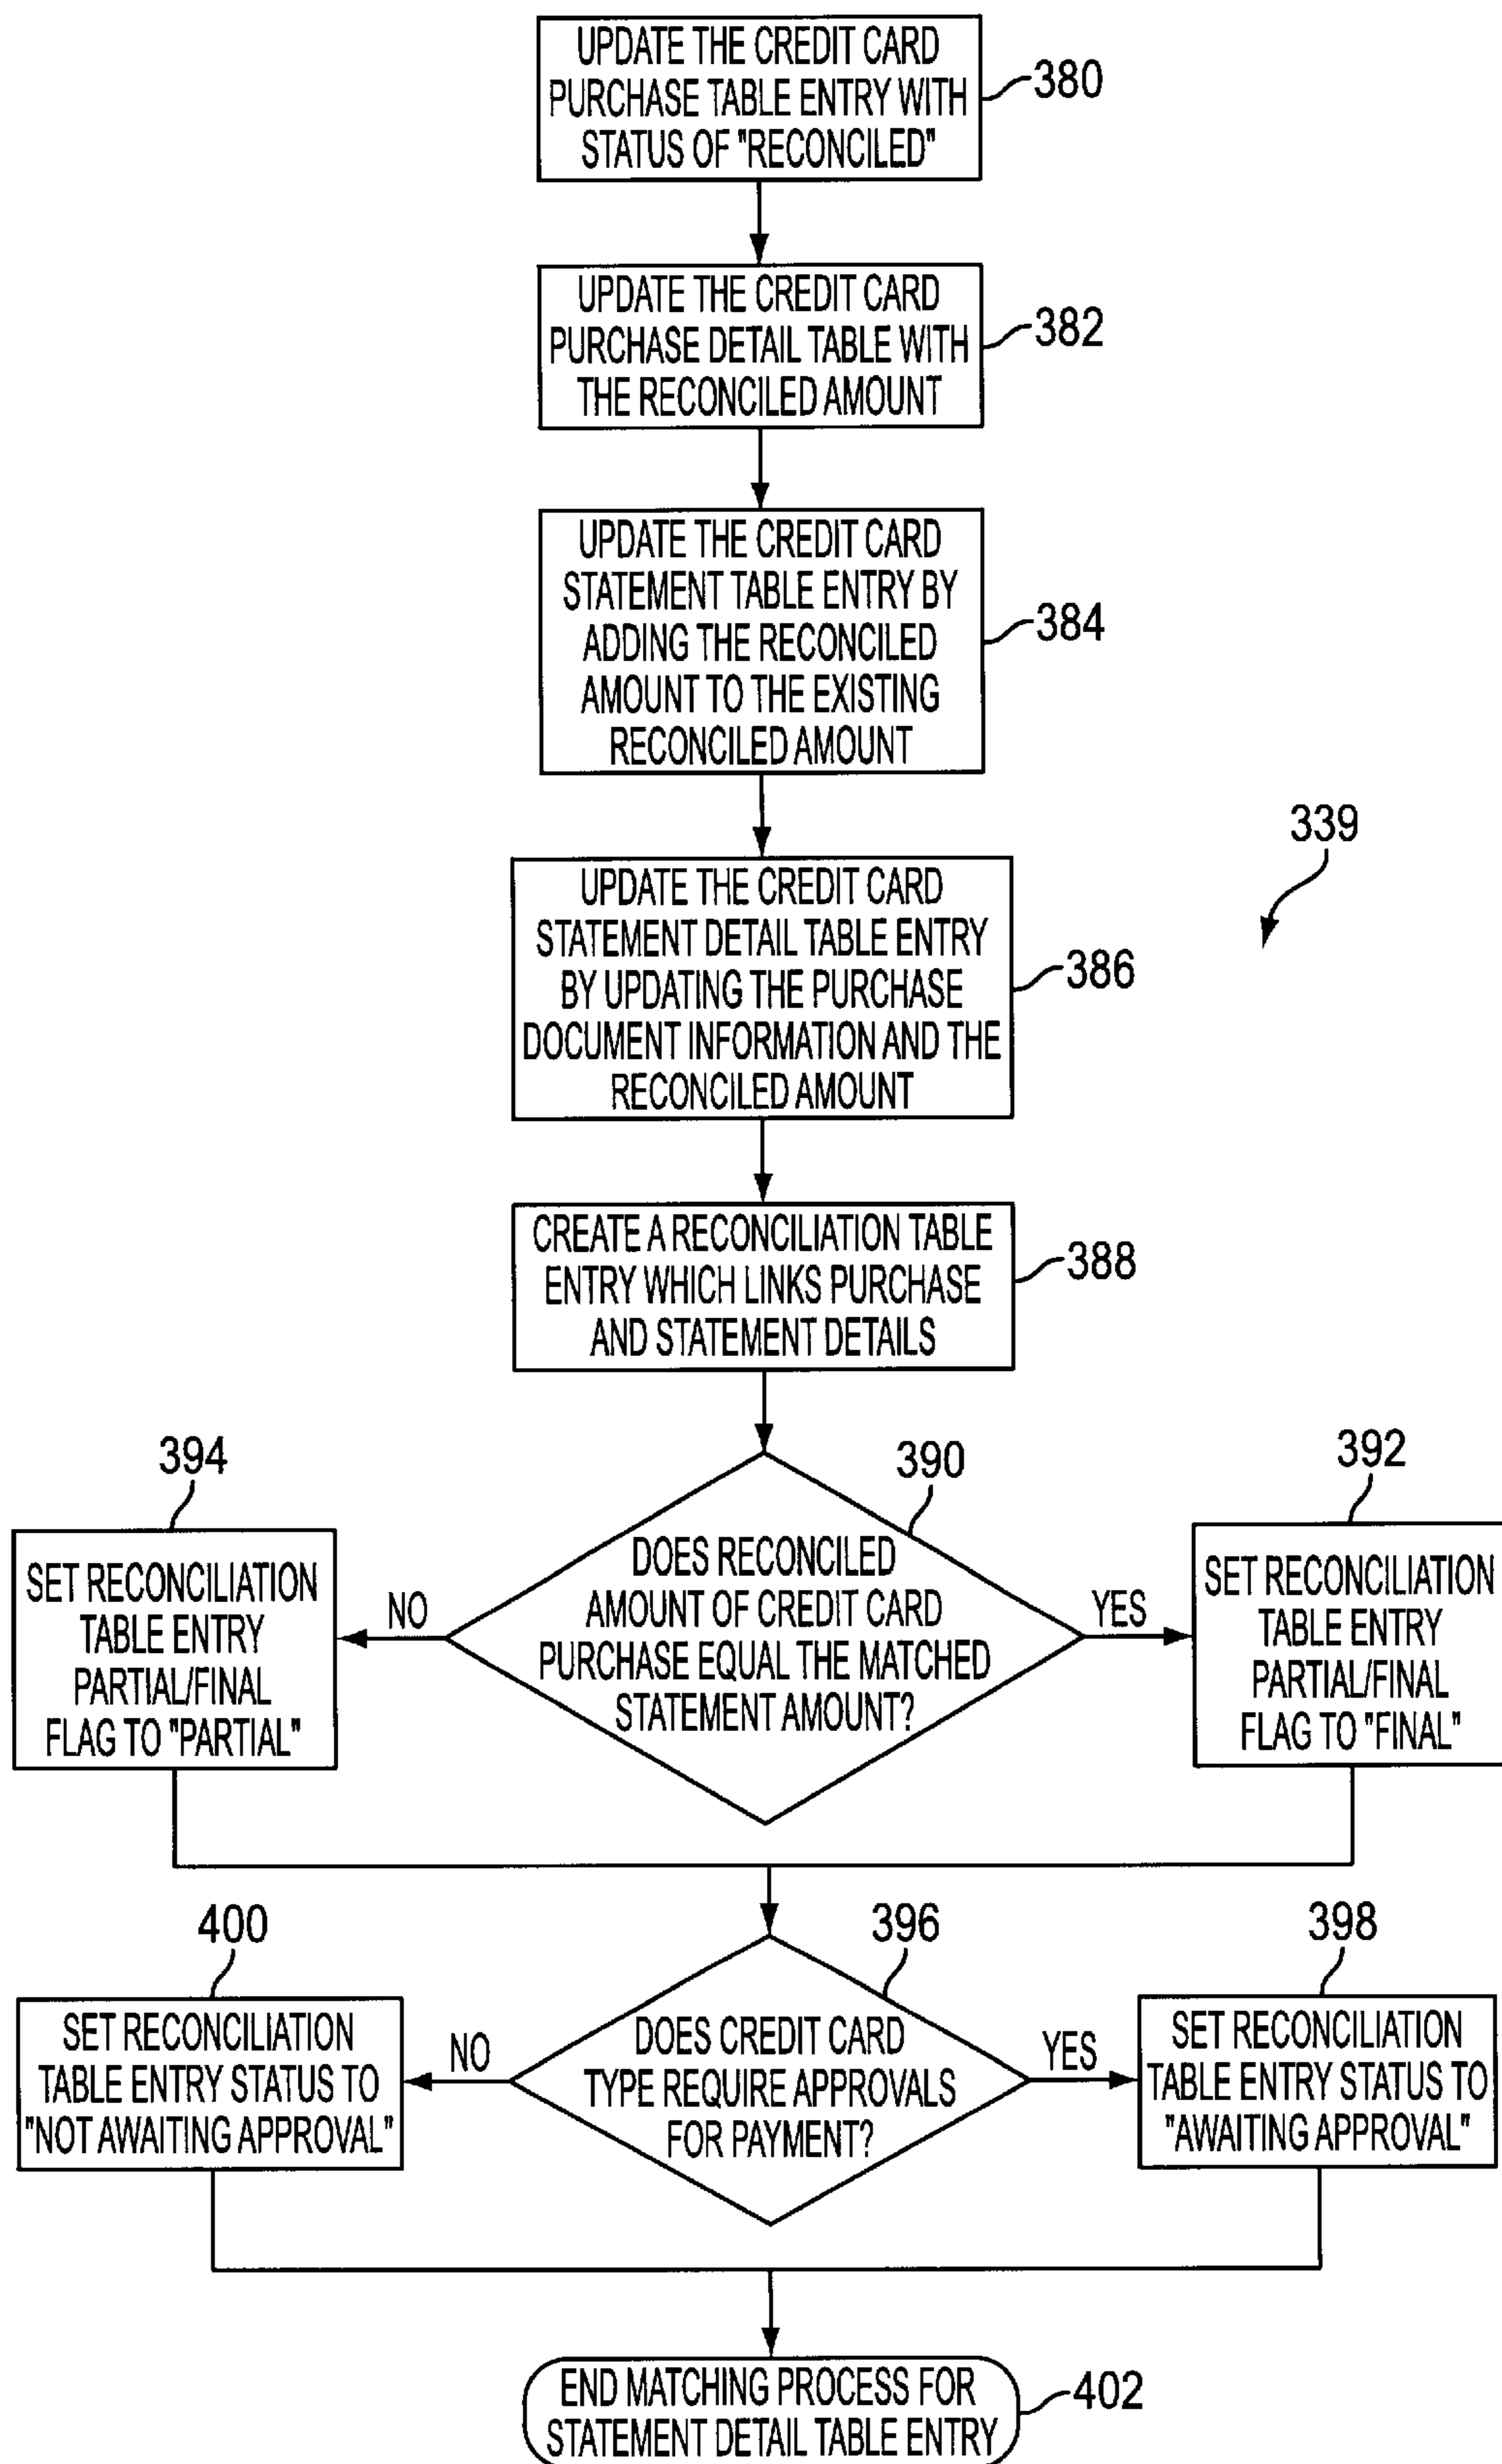 UPDATE THE CREDIT CARD
PURCHASE TABLE ENTRY WITH
STATUS OF "RECONCILED"
380
UPDATE THE CREDIT CARD
PURCHASE DETAIL TABLE WITH
THE RECONCILED AMOUNT
382
UPDATE THE CREDIT CARD
STATEMENT TABLE ENTRY BY
ADDING THE RECONCILED
AMOUNT TO THE EXISTING
RECONCILED AMOUNT
384
339
UPDATE THE CREDIT CARD
STATEMENT DETAIL TABLE ENTRY
BY UPDATING THE PURCHASE
DOCUMENT INFORMATION AND THE
RECONCILED AMOUNT
386
CREATE A RECONCILIATION TABLE
ENTRY WHICH LINKS PURCHASE
AND STATEMENT DETAILS
388
394
SET RECONCILIATION
TABLE ENTRY
PARTIAL/FINAL
FLAG TO "PARTIAL"
NO
390
DOES RECONCILED
AMOUNT OF CREDIT CARD
PURCHASE EQUAL THE MATCHED
STATEMENT AMOUNT?
YES
392
SET RECONCILIATION
TABLE ENTRY
PARTIAL/FINAL
FLAG TO "FINAL"
400
SET RECONCILIATION
TABLE ENTRY STATUS TO
"NOT AWAITING APPROVAL"
NO
396
DOES CREDIT CARD
TYPE REQUIRE APPROVALS
FOR PAYMENT?
YES
398
SET RECONCILIATION
TABLE ENTRY STATUS TO
"AWAITING APPROVAL"
END MATCHING PROCESS FOR
STATEMENT DETAIL TABLE ENTRY
402